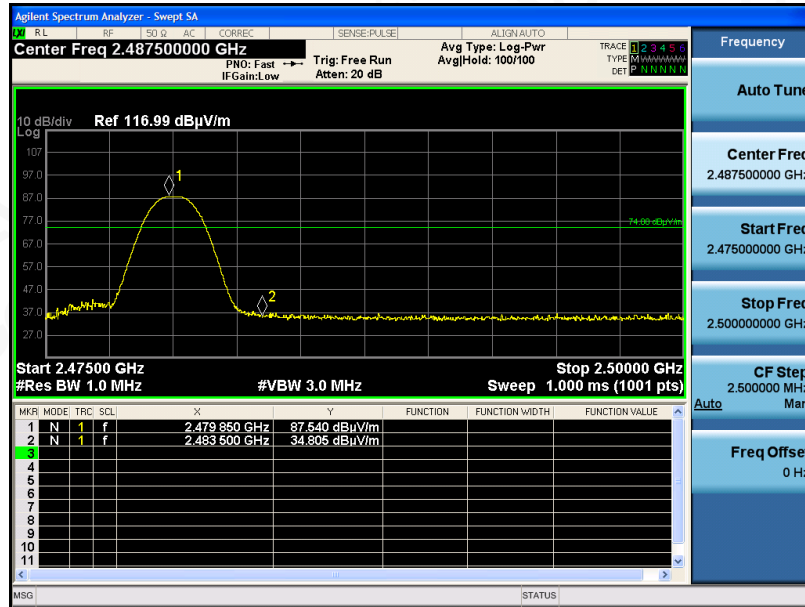 Agilent Spectrum Analyzer - Swept SA
LXI RL RF 50 Ω AC CORREC SENSE:PULSE ALIGN AUTO
Center Freq 2.487500000 GHz
PNO: Fast
IFGain:Low
Trig: Free Run
Atten: 20 dB
Avg Type: Log-Pwr
Avg|Hold: 100/100
TRACE 1 2 3 4 5 6
TYPE M WWWWW
DET P N N N N N
10 dB/div Ref 116.99 dBµV/m
Log
107
97.0
1
87.0
77.0
74.00 dBµV/m
67.0
57.0
47.0
2
37.0
27.0
Start 2.47500 GHz Stop 2.50000 GHz
#Res BW 1.0 MHz #VBW 3.0 MHz Sweep 1.000 ms (1001 pts)
MKR MODE TRC SCL X Y FUNCTION FUNCTION WIDTH FUNCTION VALUE
1 N 1 f 2.479 850 GHz 87.540 dBµV/m
2 N 1 f 2.483 500 GHz 34.805 dBµV/m
3
4
5
6
7
8
9
10
11
MSG STATUS
Frequency
Auto Tune
Center Freq
2.487500000 GHz
Start Freq
2.475000000 GHz
Stop Freq
2.500000000 GHz
CF Step
2.500000 MHz
Auto Man
Freq Offset
0 Hz